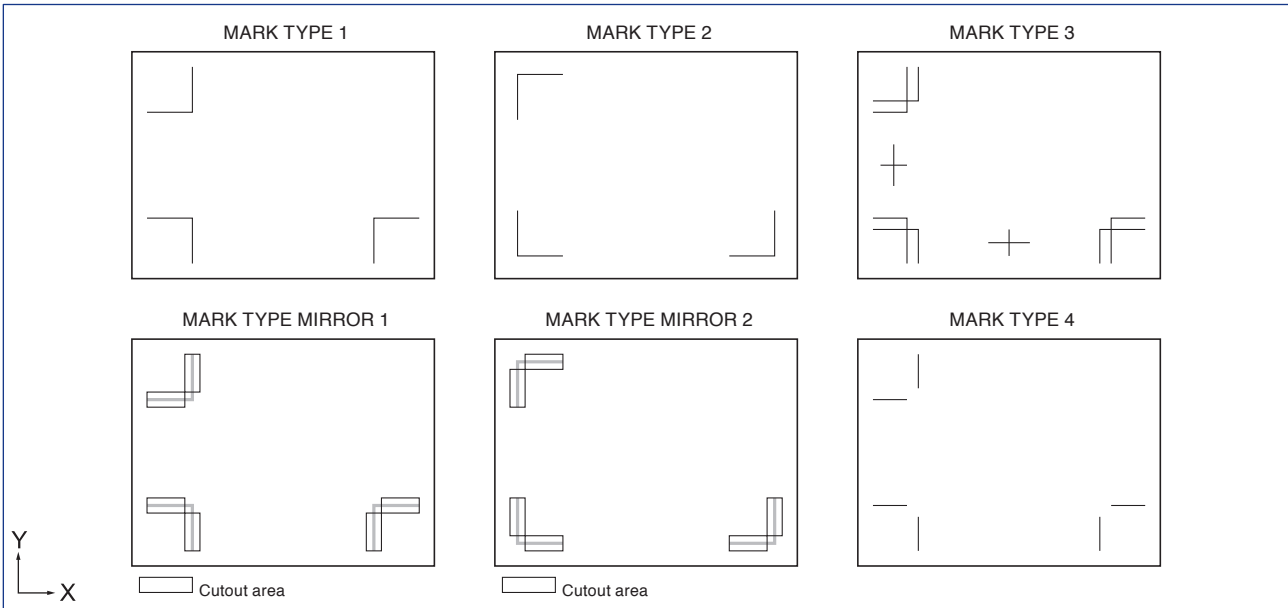 MARK TYPE 1
MARK TYPE 2
MARK TYPE 3
MARK TYPE MIRROR 1
MARK TYPE MIRROR 2
MARK TYPE 4
Y
X
Cutout area
Cutout area